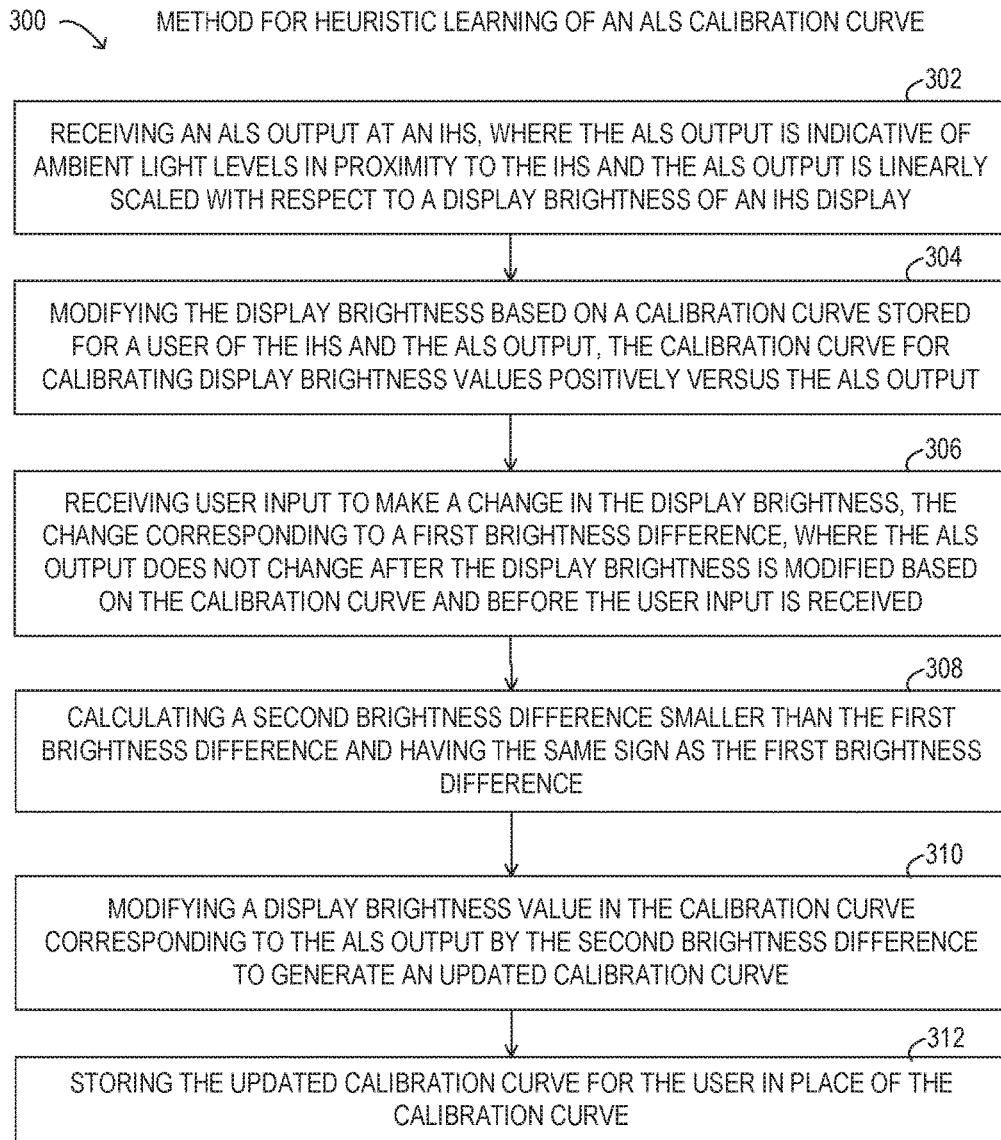 300
METHOD FOR HEURISTIC LEARNING OF AN ALS CALIBRATION CURVE
302
RECEIVING AN ALS OUTPUT AT AN IHS, WHERE THE ALS OUTPUT IS INDICATIVE OF
AMBIENT LIGHT LEVELS IN PROXIMITY TO THE IHS AND THE ALS OUTPUT IS LINEARLY
SCALED WITH RESPECT TO A DISPLAY BRIGHTNESS OF AN IHS DISPLAY
304
MODIFYING THE DISPLAY BRIGHTNESS BASED ON A CALIBRATION CURVE STORED
FOR A USER OF THE IHS AND THE ALS OUTPUT, THE CALIBRATION CURVE FOR
CALIBRATING DISPLAY BRIGHTNESS VALUES POSITIVELY VERSUS THE ALS OUTPUT
306
RECEIVING USER INPUT TO MAKE A CHANGE IN THE DISPLAY BRIGHTNESS, THE
CHANGE CORRESPONDING TO A FIRST BRIGHTNESS DIFFERENCE, WHERE THE ALS
OUTPUT DOES NOT CHANGE AFTER THE DISPLAY BRIGHTNESS IS MODIFIED BASED
ON THE CALIBRATION CURVE AND BEFORE THE USER INPUT IS RECEIVED
308
CALCULATING A SECOND BRIGHTNESS DIFFERENCE SMALLER THAN THE FIRST
BRIGHTNESS DIFFERENCE AND HAVING THE SAME SIGN AS THE FIRST BRIGHTNESS
DIFFERENCE
310
MODIFYING A DISPLAY BRIGHTNESS VALUE IN THE CALIBRATION CURVE
CORRESPONDING TO THE ALS OUTPUT BY THE SECOND BRIGHTNESS DIFFERENCE
TO GENERATE AN UPDATED CALIBRATION CURVE
312
STORING THE UPDATED CALIBRATION CURVE FOR THE USER IN PLACE OF THE
CALIBRATION CURVE